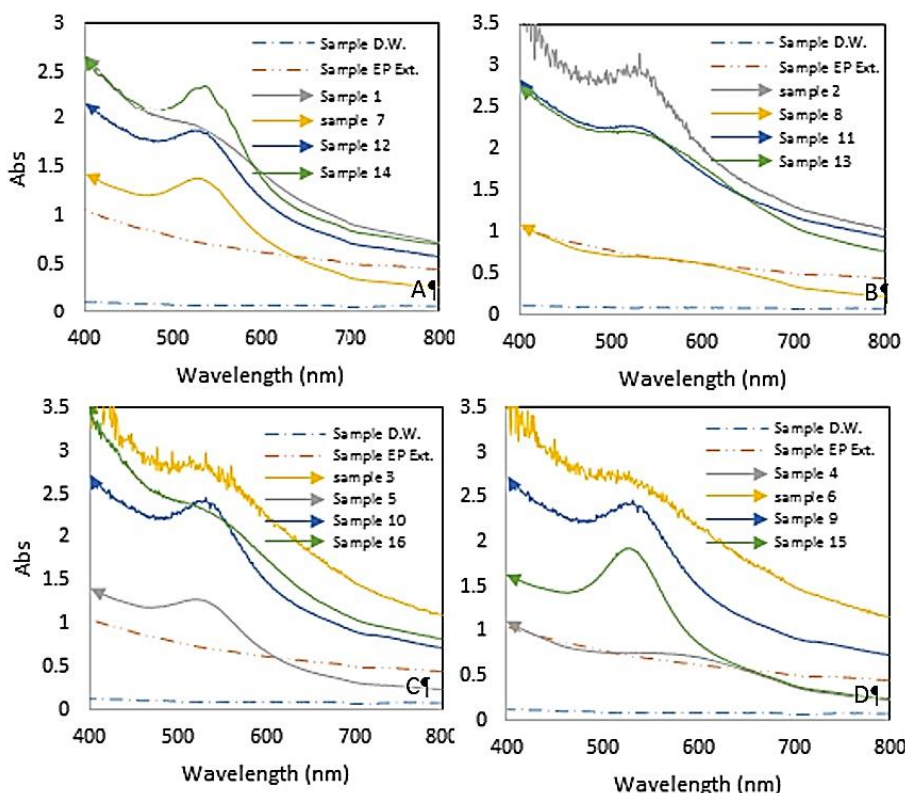 3
2.5
2
1.5
1
0.5
0
Abs
400 500 600 700 800
Wavelength (nm)
Sample D.W.
Sample EP Ext.
Sample 1
sample 7
Sample 12
Sample 14
A¶
3.5
3
2.5
2
1.5
1
0.5
0
400 500 600 700 800
Wavelength (nm)
Sample D.W.
Sample EP Ext.
sample 2
Sample 8
Sample 11
Sample 13
B¶
3.5
3
2.5
2
1.5
1
0.5
0
Abs
400 500 600 700 800
Wavelength (nm)
Sample D.W.
Sample EP Ext.
sample 3
Sample 5
Sample 10
Sample 16
C¶
3.5
3
2.5
2
1.5
1
0.5
0
400 500 600 700 800
Wavelength (nm)
Sample D.W.
Sample EP Ext.
Sample 4
sample 6
Sample 9
Sample 15
D¶